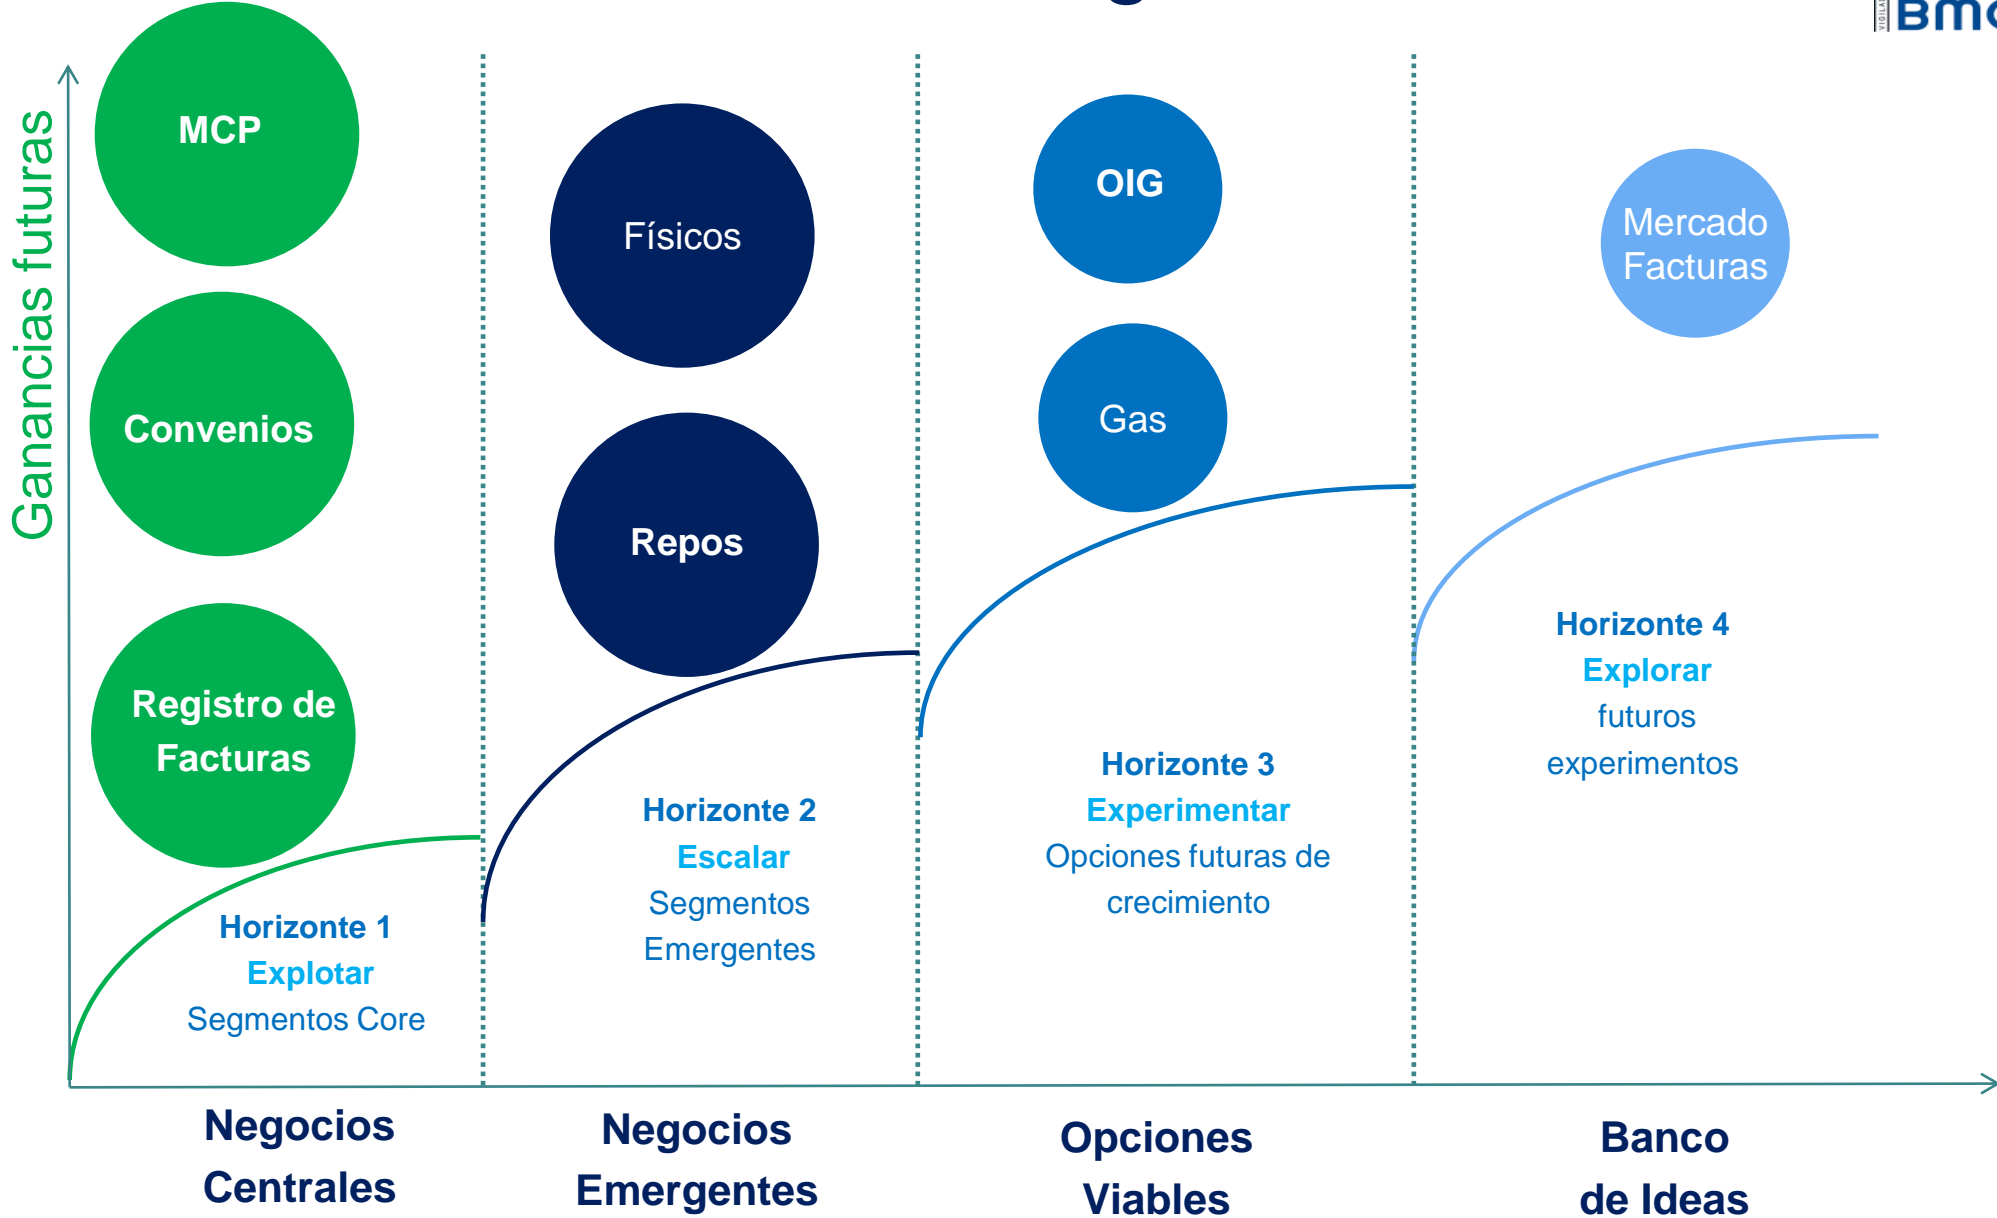 Ganancias futuras
MCP
Convenios
Registro de
Facturas
Horizonte 1
Explotar
Segmentos Core
Negocios
Centrales
Físicos
Repos
Horizonte 2
Escalar
Segmentos
Emergentes
Negocios
Emergentes
OIG
Gas
Horizonte 3
Experimentar
Opciones futuras de
crecimiento
Opciones
Viables
Mercado
Facturas
Horizonte 4
Explorar
futuros
experimentos
Banco
de Ideas